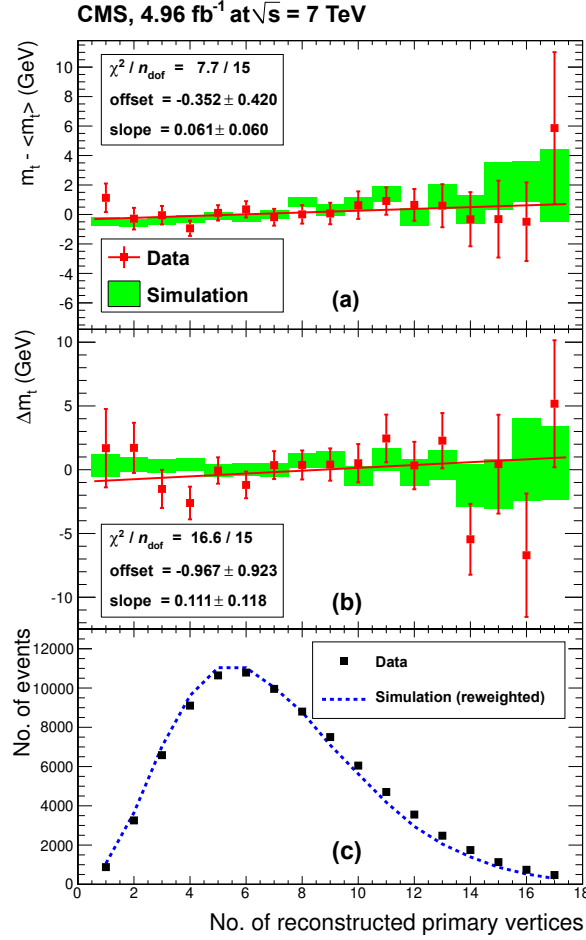 CMS, 4.96 fb⁻¹ at √s = 7 TeV
m_t - <m_t> (GeV)
10
8
6
4
2
0
-2
-4
-6
χ² / n_dof = 7.7 / 15
offset = -0.352 ± 0.420
slope = 0.061 ± 0.060
Data
Simulation
(a)
Δm_t (GeV)
10
5
0
-5
-10
χ² / n_dof = 16.6 / 15
offset = -0.967 ± 0.923
slope = 0.111 ± 0.118
(b)
No. of events
12000
10000
8000
6000
4000
2000
0
Data
Simulation (reweighted)
(c)
0 2 4 6 8 10 12 14 16 18
No. of reconstructed primary vertices